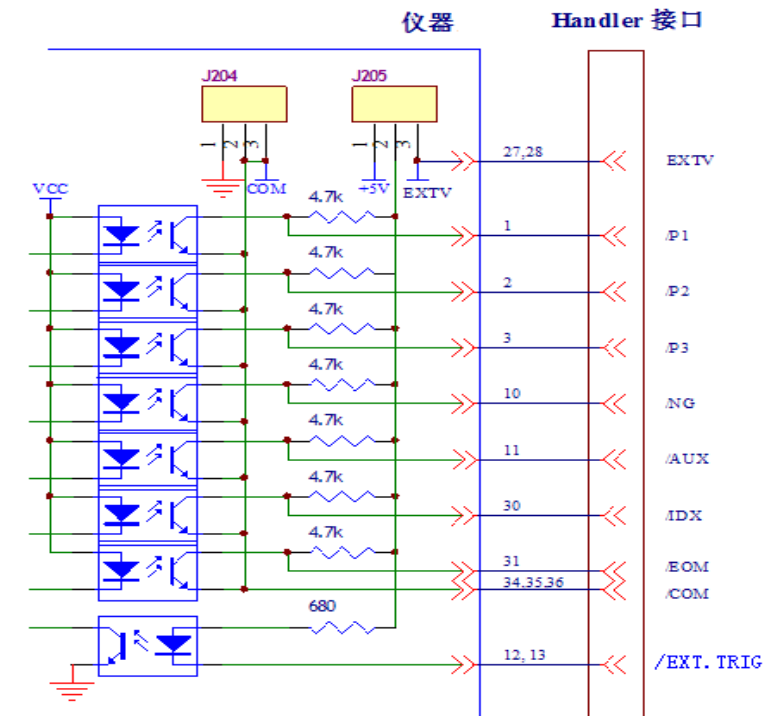 仪器 Handler 接口
J204 J205
1 2 3 1 2 3
27,28 EXTV
VCC COM +5V EXTV
4.7k
1 /P1
4.7k
2 /P2
4.7k
3 /P3
4.7k
10 /NG
4.7k
11 /AUX
4.7k
30 /IDX
4.7k
31 /EOM
34.35.36 /COM
680
12, 13 /EXT. TRIG